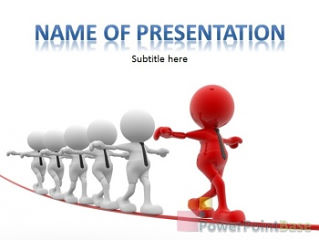 NAME OF PRESENTATION
Subtitle here
PowerPointBase